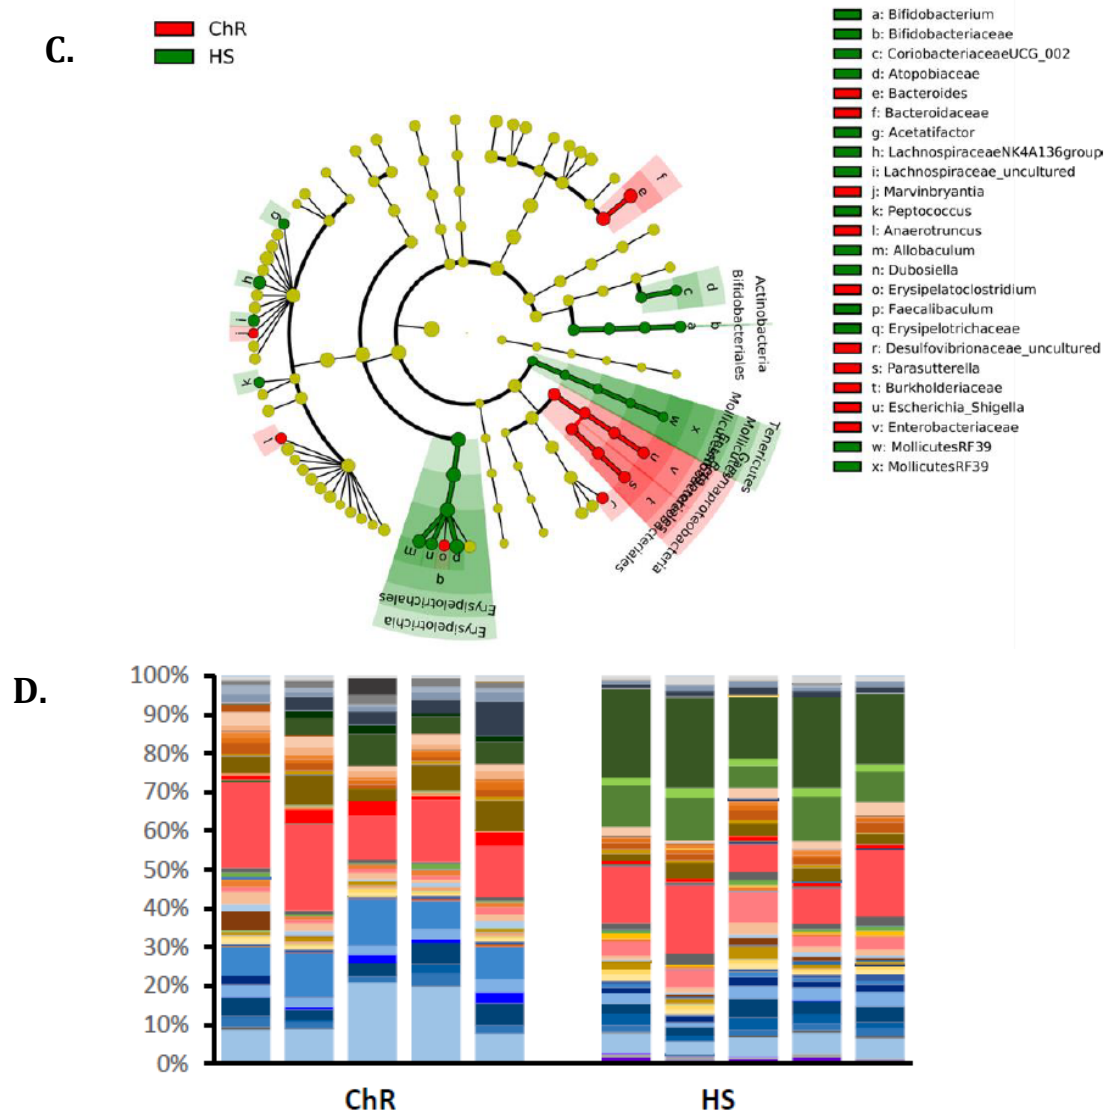 C.
ChR
HS
a: Bifidobacterium
b: Bifidobacteriaceae
c: CoriobacteriaceaeUCG_002
d: Atopobiaceae
e: Bacteroides
f: Bacteroidaceae
g: Acetatifactor
h: LachnospiraceaeNK4A136group
i: Lachnospiraceae_uncultured
j: Marvinbryantia
k: Peptococcus
l: Anaerotruncus
m: Allobaculum
n: Dubosiella
o: Erysipelatoclostridium
p: Faecalibaculum
q: Erysipelotrichaceae
r: Desulfovibrionaceae_uncultured
s: Parasutterella
t: Burkholderiaceae
u: Escherichia_Shigella
v: Enterobacteriaceae
w: MollicutesRF39
x: MollicutesRF39
f
e
g
h
i
j
k
l
d
c
b
a
Actinobacteria
Bifidobacteriales
w
x
Tenericutes
u
v
s
t
r
Gammaproteobacteria
m
n
o
p
q
Erysipelotrichales
Erysipelotrichia
D.
100%
90%
80%
70%
60%
50%
40%
30%
20%
10%
0%
ChR
HS